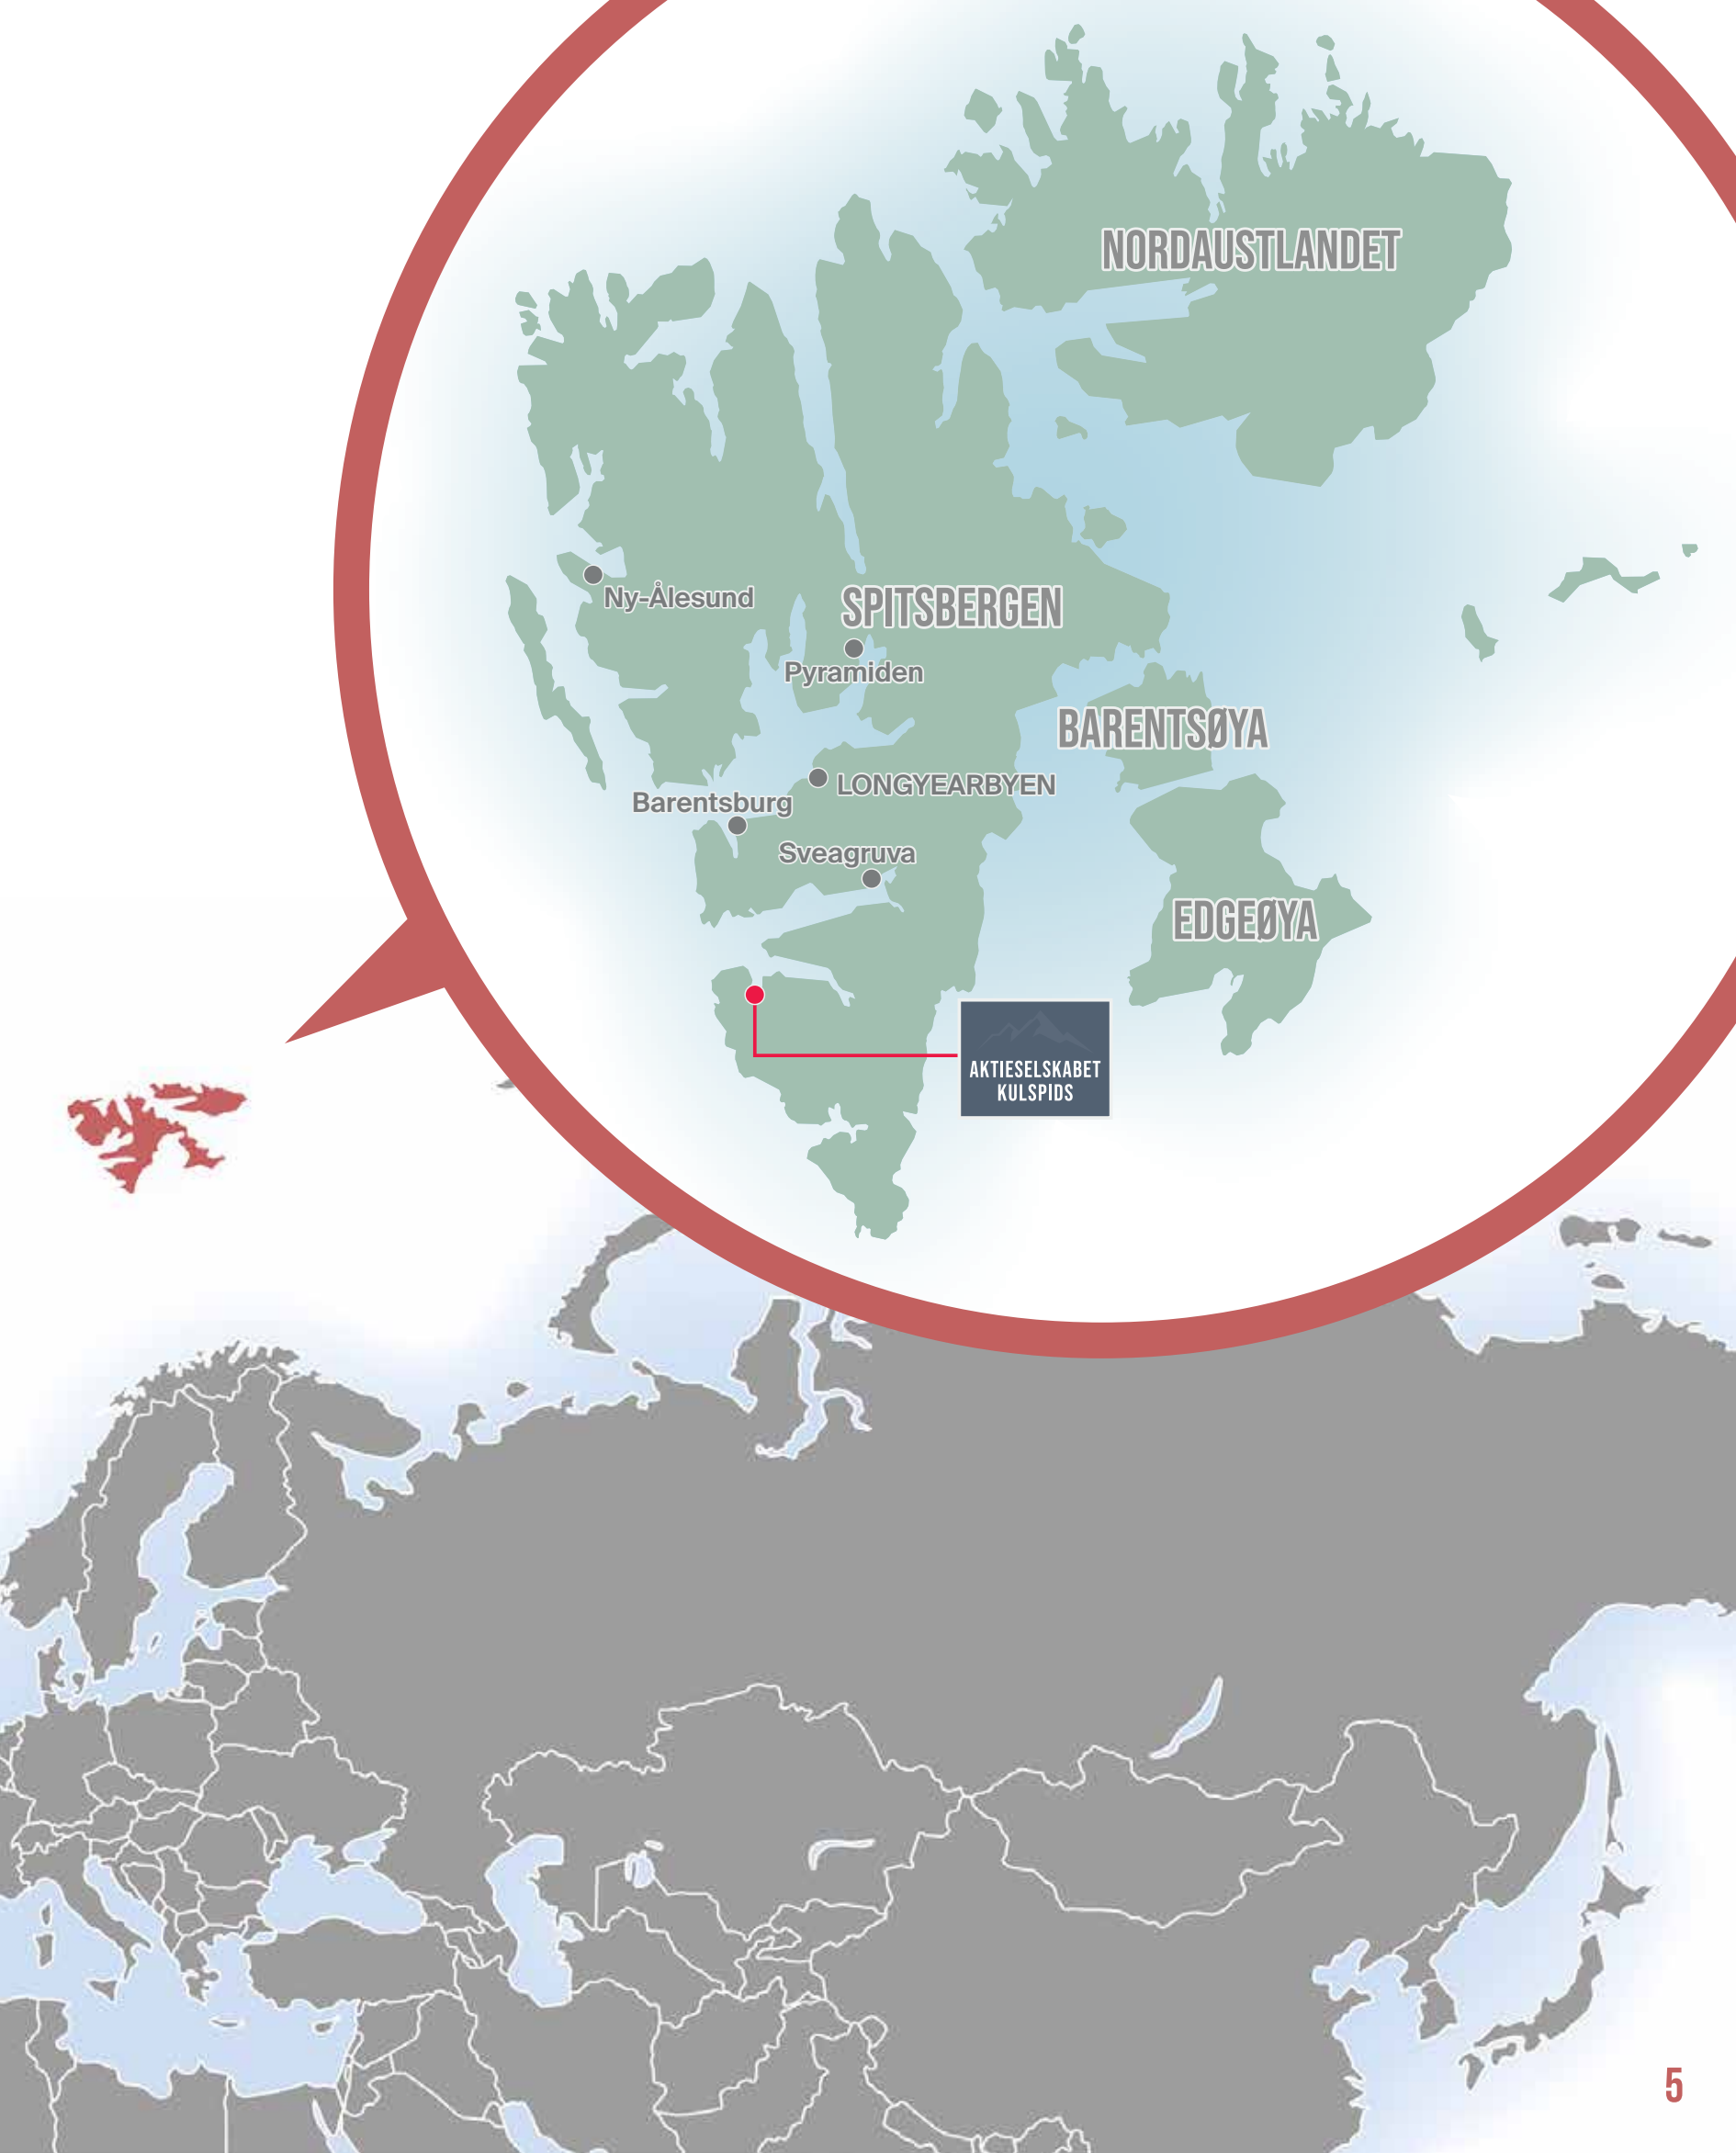 NORDAUSTLANDET
Ny-Ålesund
SPITSBERGEN
Pyramiden
BARENTSØYA
LONGYEARBYEN
Barentsburg
Sveagruva
EDGEØYA
AKTIESELSKABET
KULSPIDS
5